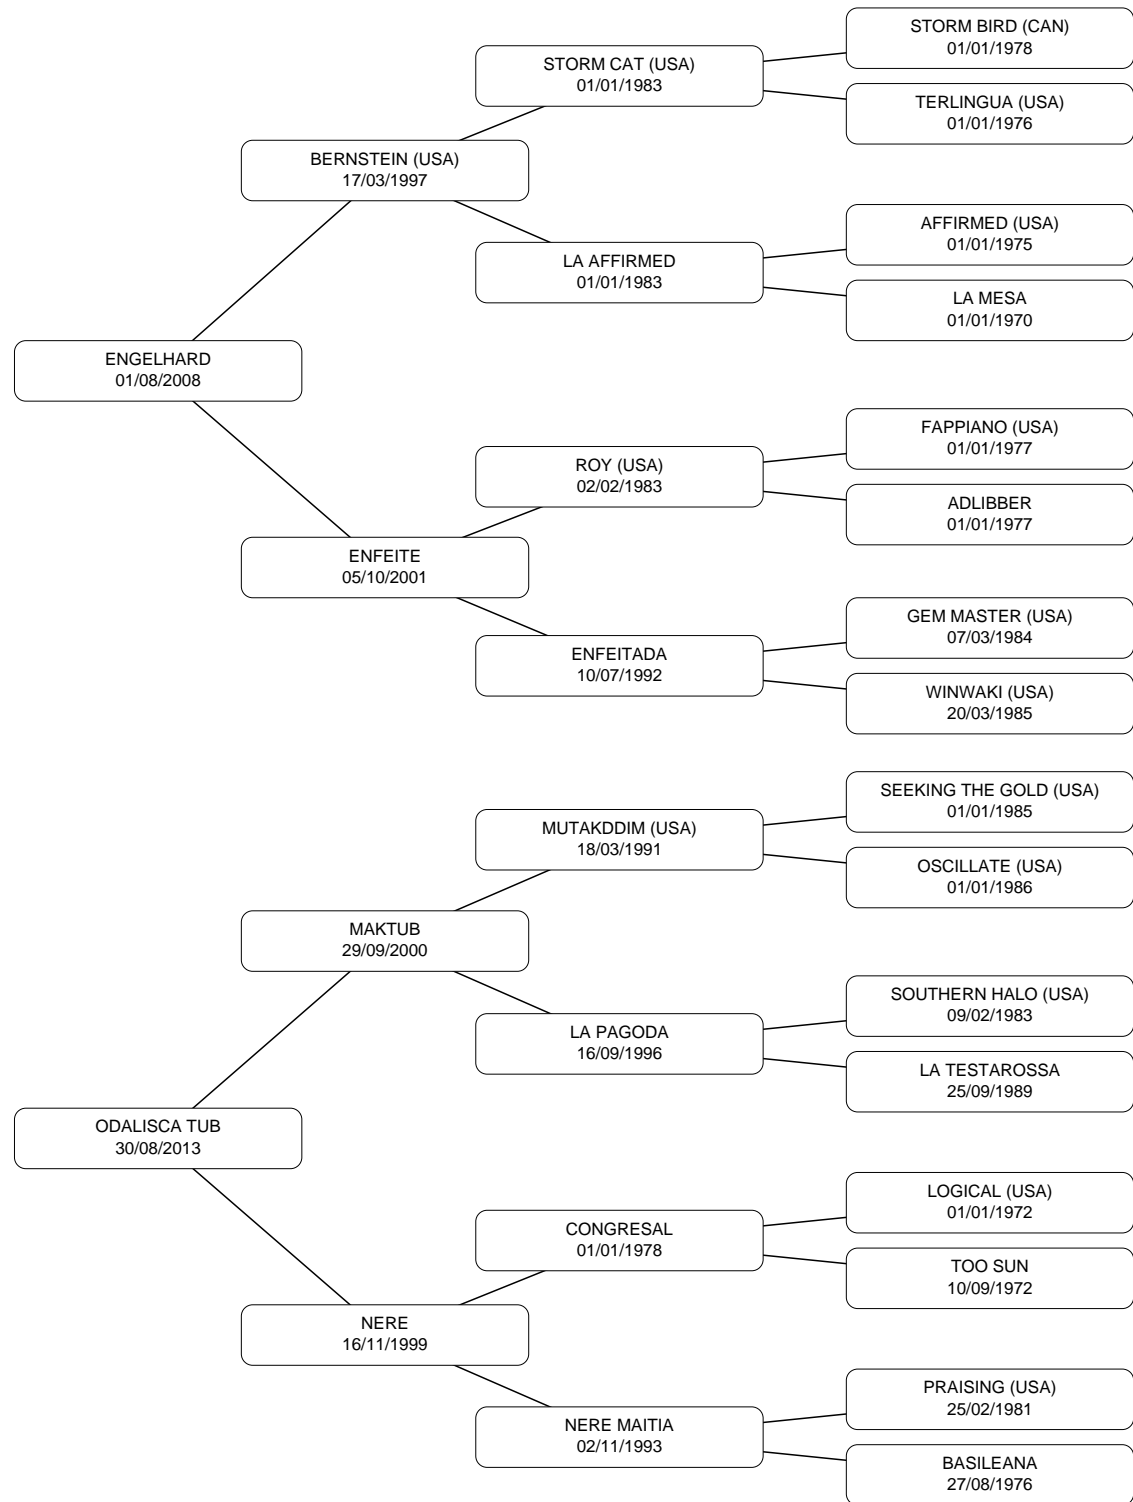 STORM BIRD (CAN)
01/01/1978
STORM CAT (USA)
01/01/1983
TERLINGUA (USA)
01/01/1976
BERNSTEIN (USA)
17/03/1997
AFFIRMED (USA)
01/01/1975
LA AFFIRMED
01/01/1983
LA MESA
01/01/1970
ENGELHARD
01/08/2008
FAPPIANO (USA)
01/01/1977
ROY (USA)
02/02/1983
ADLIBBER
01/01/1977
ENFEITE
05/10/2001
GEM MASTER (USA)
07/03/1984
ENFEITADA
10/07/1992
WINWAKI (USA)
20/03/1985
SEEKING THE GOLD (USA)
01/01/1985
MUTAKDDIM (USA)
18/03/1991
OSCILLATE (USA)
01/01/1986
MAKTUB
29/09/2000
SOUTHERN HALO (USA)
09/02/1983
LA PAGODA
16/09/1996
LA TESTAROSSA
25/09/1989
ODALISCA TUB
30/08/2013
LOGICAL (USA)
01/01/1972
CONGRESAL
01/01/1978
TOO SUN
10/09/1972
NERE
16/11/1999
PRAISING (USA)
25/02/1981
NERE MAITIA
02/11/1993
BASILEANA
27/08/1976